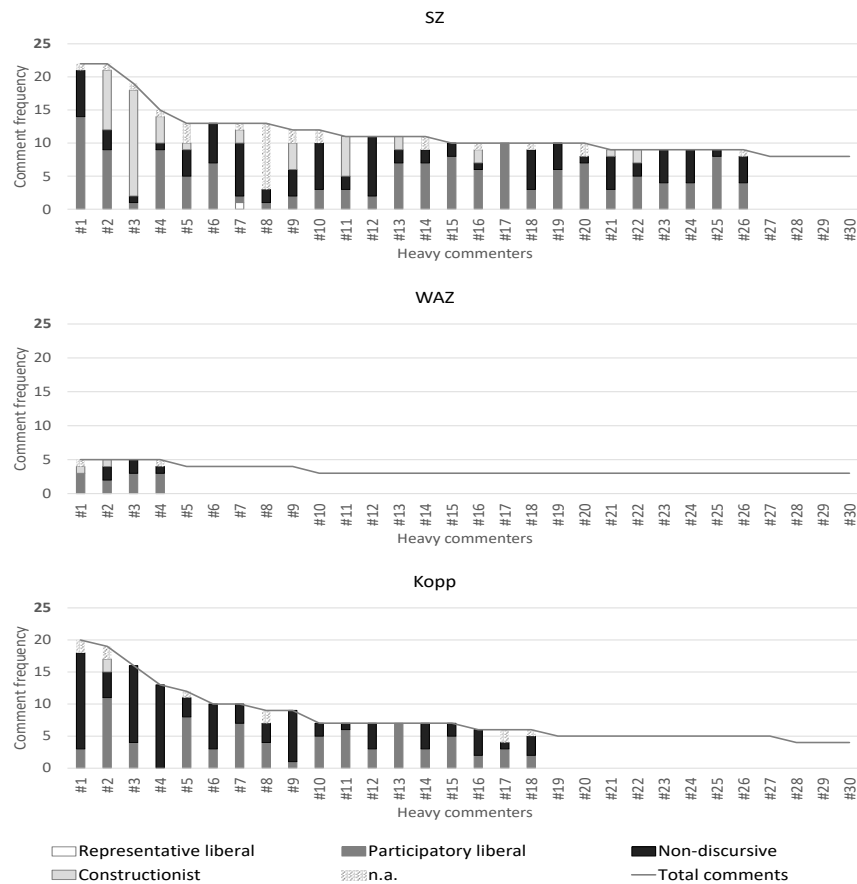 SZ
Comment frequency
25
20
15
10
5
0
#1 #2 #3 #4 #5 #6 #7 #8 #9 #10 #11 #12 #13 #14 #15 #16 #17 #18 #19 #20 #21 #22 #23 #24 #25 #26 #27 #28 #29 #30
Heavy commenters
WAZ
Comment frequency
25
20
15
10
5
0
#1 #2 #3 #4 #5 #6 #7 #8 #9 #10 #11 #12 #13 #14 #15 #16 #17 #18 #19 #20 #21 #22 #23 #24 #25 #26 #27 #28 #29 #30
Heavy commenters
Kopp
Comment frequency
25
20
15
10
5
0
#1 #2 #3 #4 #5 #6 #7 #8 #9 #10 #11 #12 #13 #14 #15 #16 #17 #18 #19 #20 #21 #22 #23 #24 #25 #26 #27 #28 #29 #30
Heavy commenters
Representative liberal Participatory liberal Non-discursive
Constructionist n.a. Total comments